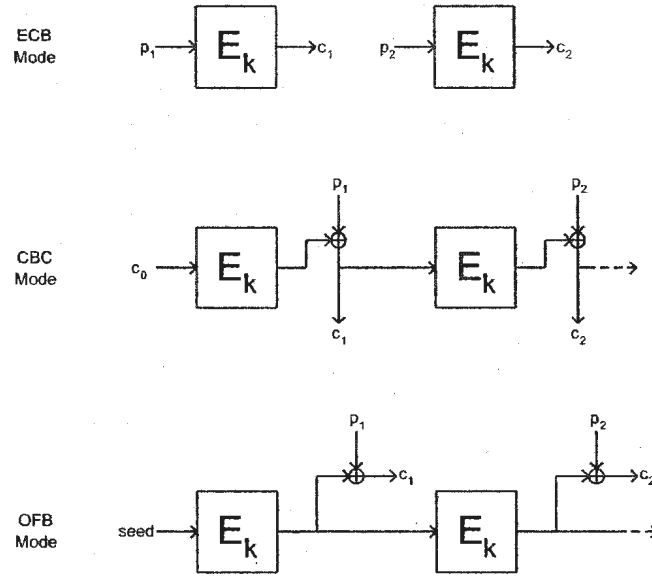 ECB
Mode
p1 Ek c1 p2 Ek c2
p1 p2
CBC
Mode
c0 Ek Ek
c1 c2
p1 p2
c1 c2
OFB
Mode
seed Ek Ek